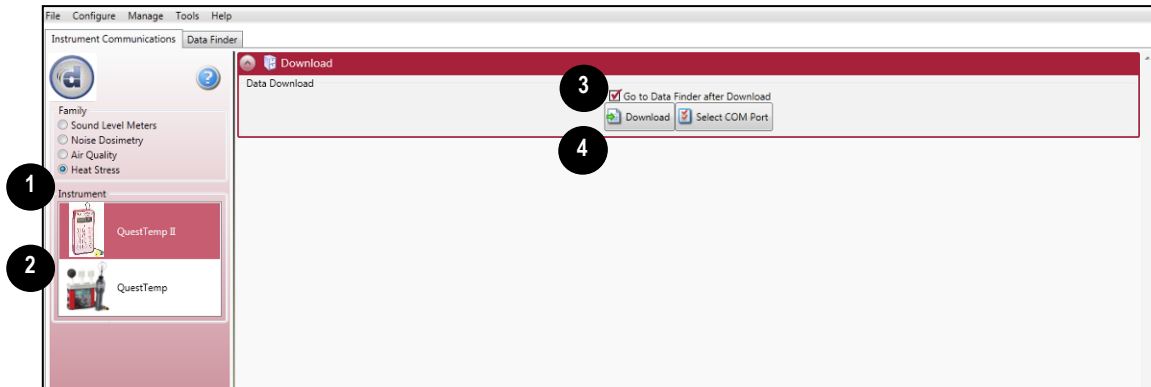 File Configure Manage Tools Help
Instrument Communications Data Finder
d
?
Download
Data Download
3
Go to Data Finder after Download
Download Select COM Port
4
Family
Sound Level Meters
Noise Dosimetry
Air Quality
Heat Stress
1
Instrument
QuestTemp II
2
QuestTemp